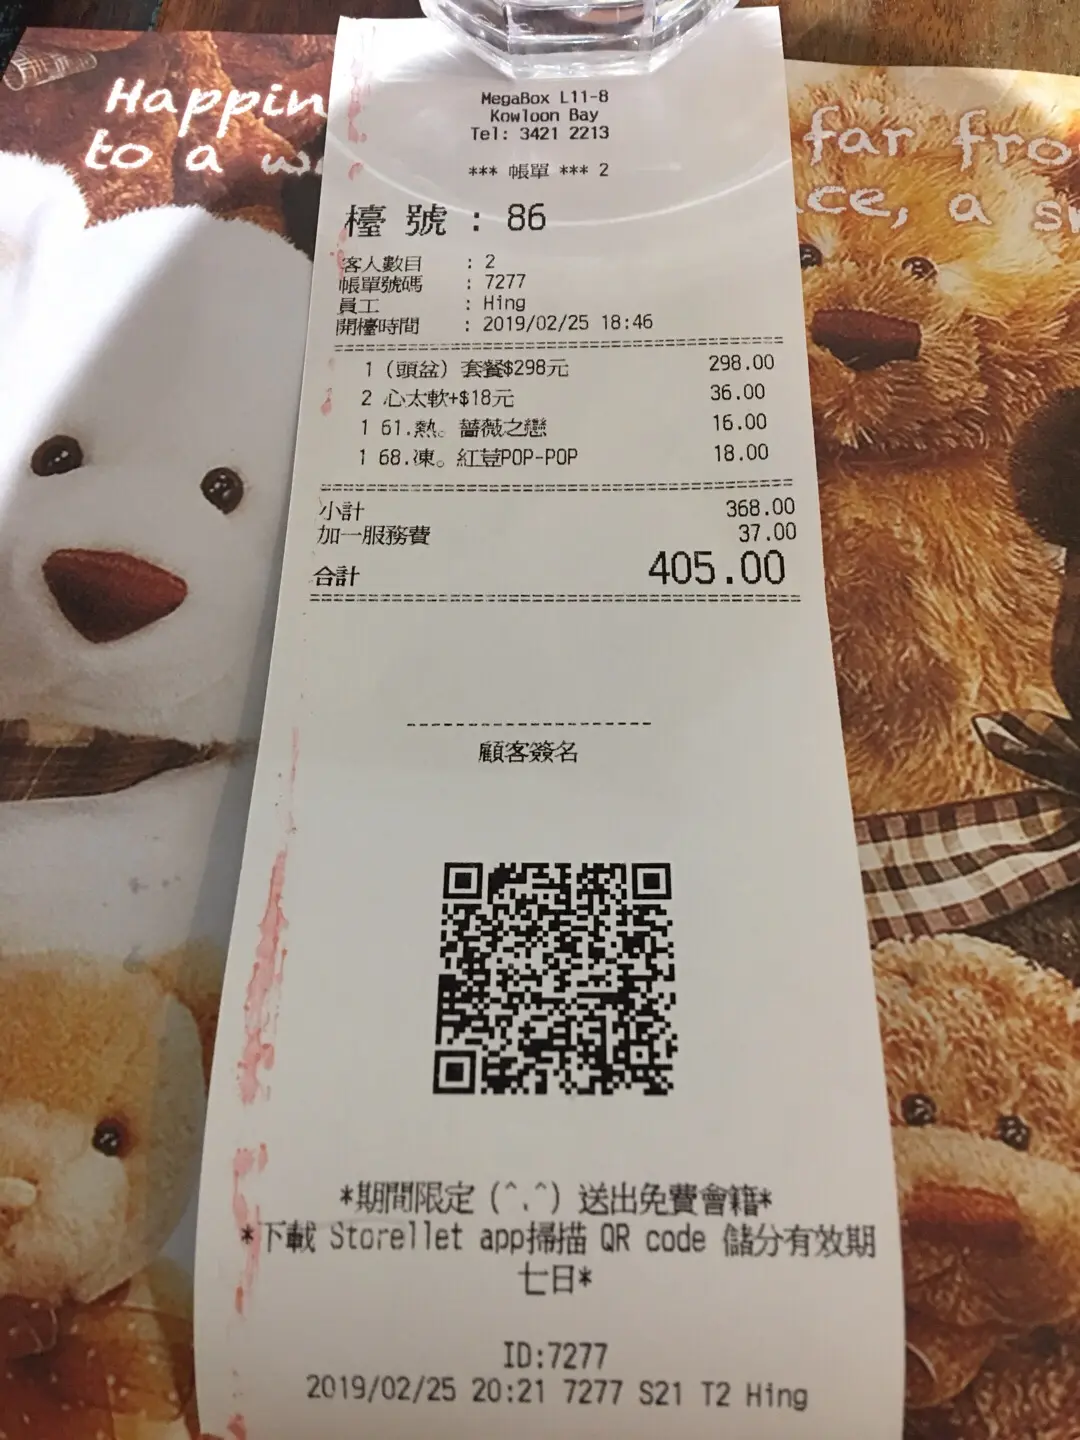 Happin
to a w
far fro
ce, a s
MegaBox L11-8
Kowloon Bay
Tel: 3421 2213
*** 帳單 *** 2
檯號 : 86
客人數目 : 2
帳單號碼 : 7277
員工 : Hing
開檯時間 : 2019/02/25 18:46
1 (頭盆) 套餐$298元 298.00
2 心太軟+$18元 36.00
1 61.熱。薔薇之戀 16.00
1 68.凍。紅荳POP-POP 18.00
小計 368.00
加一服務費 37.00
合計 405.00
顧客簽名
*期間限定 (^.^) 送出免費會籍*
*下載 Storellet app掃描 QR code 儲分有效期
七日*
ID:7277
2019/02/25 20:21 7277 S21 T2 Hing